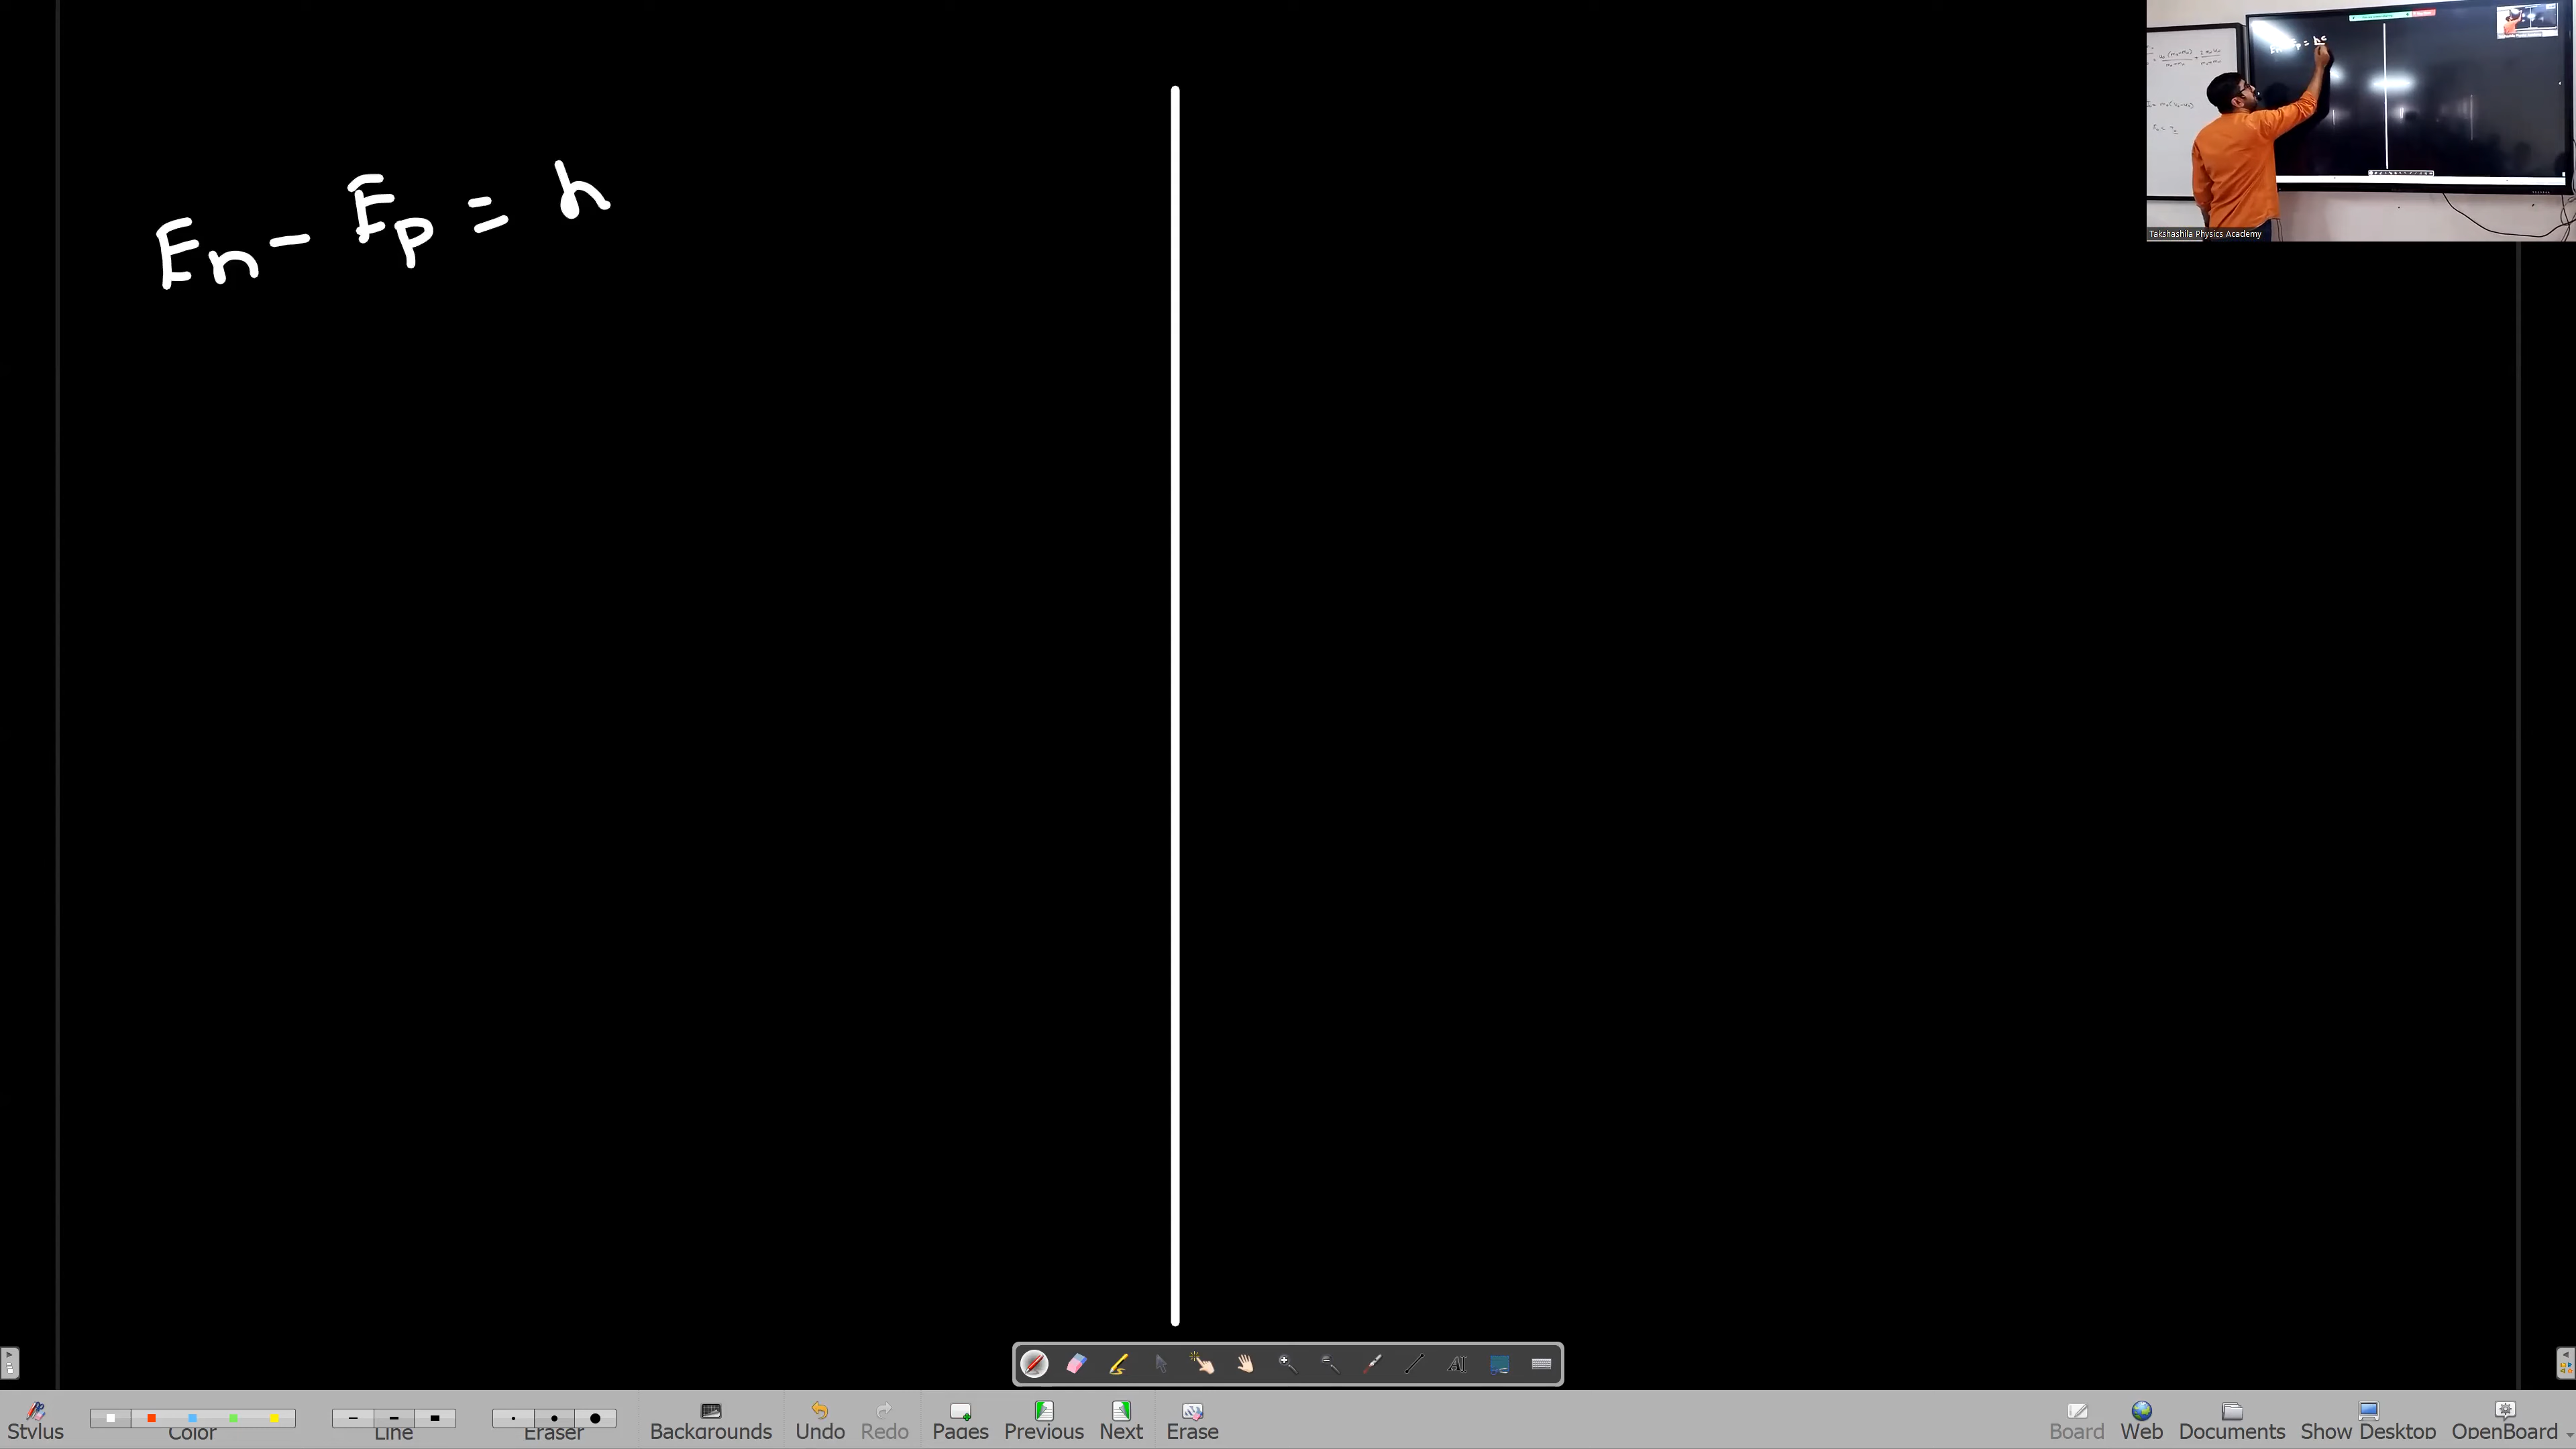 Eₙ - Eₚ = h
Takshashila Physics Academy
Stylus
Color
Line
Eraser
Backgrounds
Undo
Redo
Pages
Previous
Next
Erase
Board
Web
Documents
Show Desktop
OpenBoard